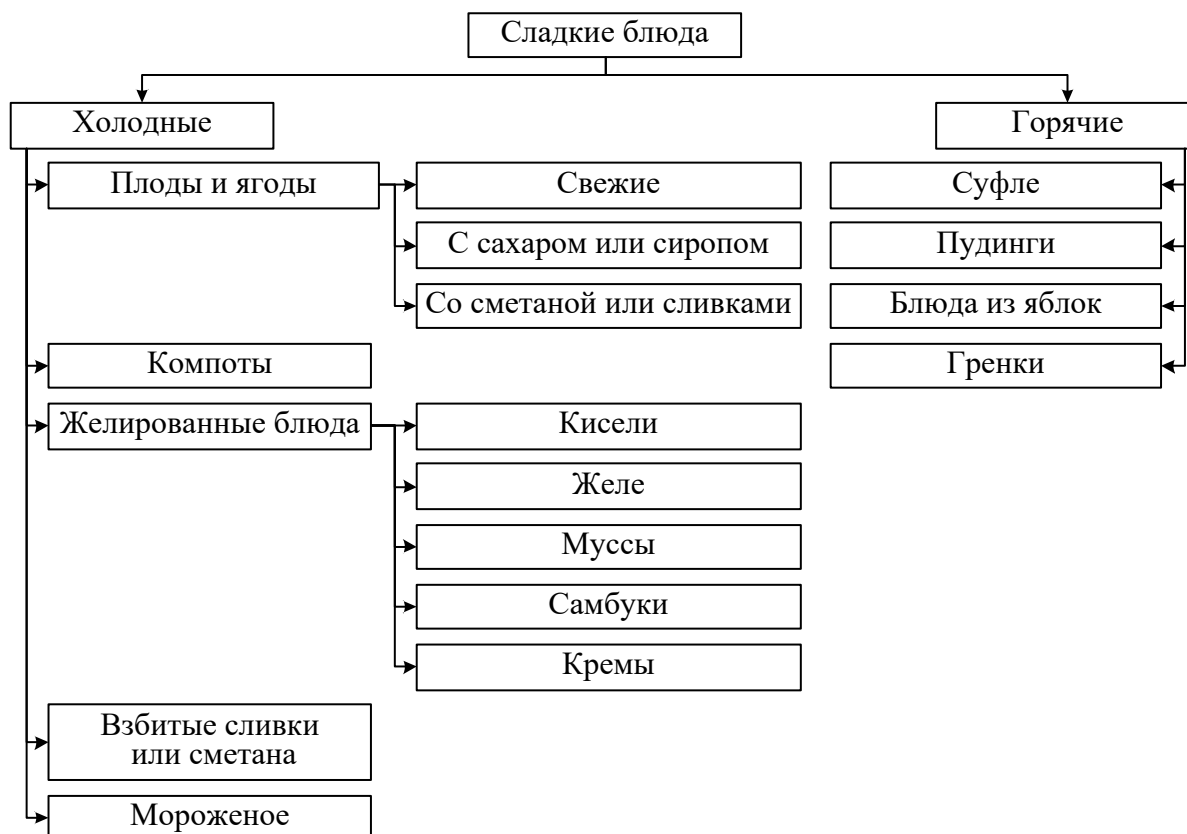 Сладкие блюда
Холодные
Горячие
Плоды и ягоды
Свежие
Суфле
С сахаром или сиропом
Пудинги
Со сметаной или сливками
Блюда из яблок
Компоты
Гренки
Желированные блюда
Кисели
Желе
Муссы
Самбуки
Кремы
Взбитые сливки
или сметана
Мороженое